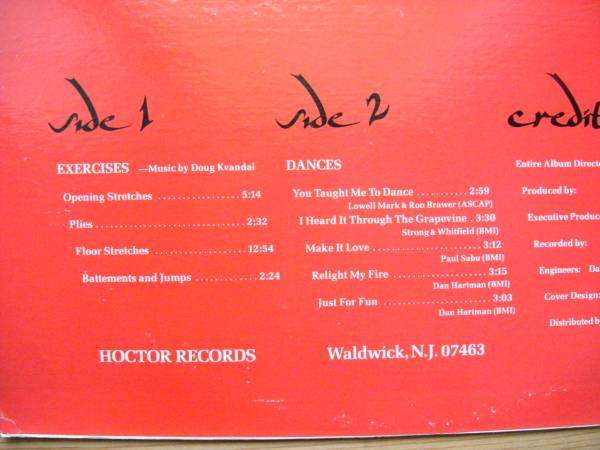 side 1
EXERCISES —Music by Doug Kvandal
Opening Stretches ................ 5:14
Plies ............................... 2:32
Floor Stretches .................. 12:54
Battements and Jumps ............ 2:24
side 2
DANCES
You Taught Me To Dance ........... 2:59
Lowell Mark & Ron Brawer (ASCAP)
I Heard It Through The Grapevine . 3:30
Strong & Whitfield (BMI)
Make It Love ...................... 3:12
Paul Sabu (BMI)
Relight My Fire .................. 3:15
Dan Hartman (BMI)
Just For Fun ..................... 3:03
Dan Hartman (BMI)
credit
Entire Album Direc
Produced by:
Executive Produce
Recorded by:
Engineers: Da
Cover Design:
Distributed by
HOCTOR RECORDS Waldwick, N.J. 07463